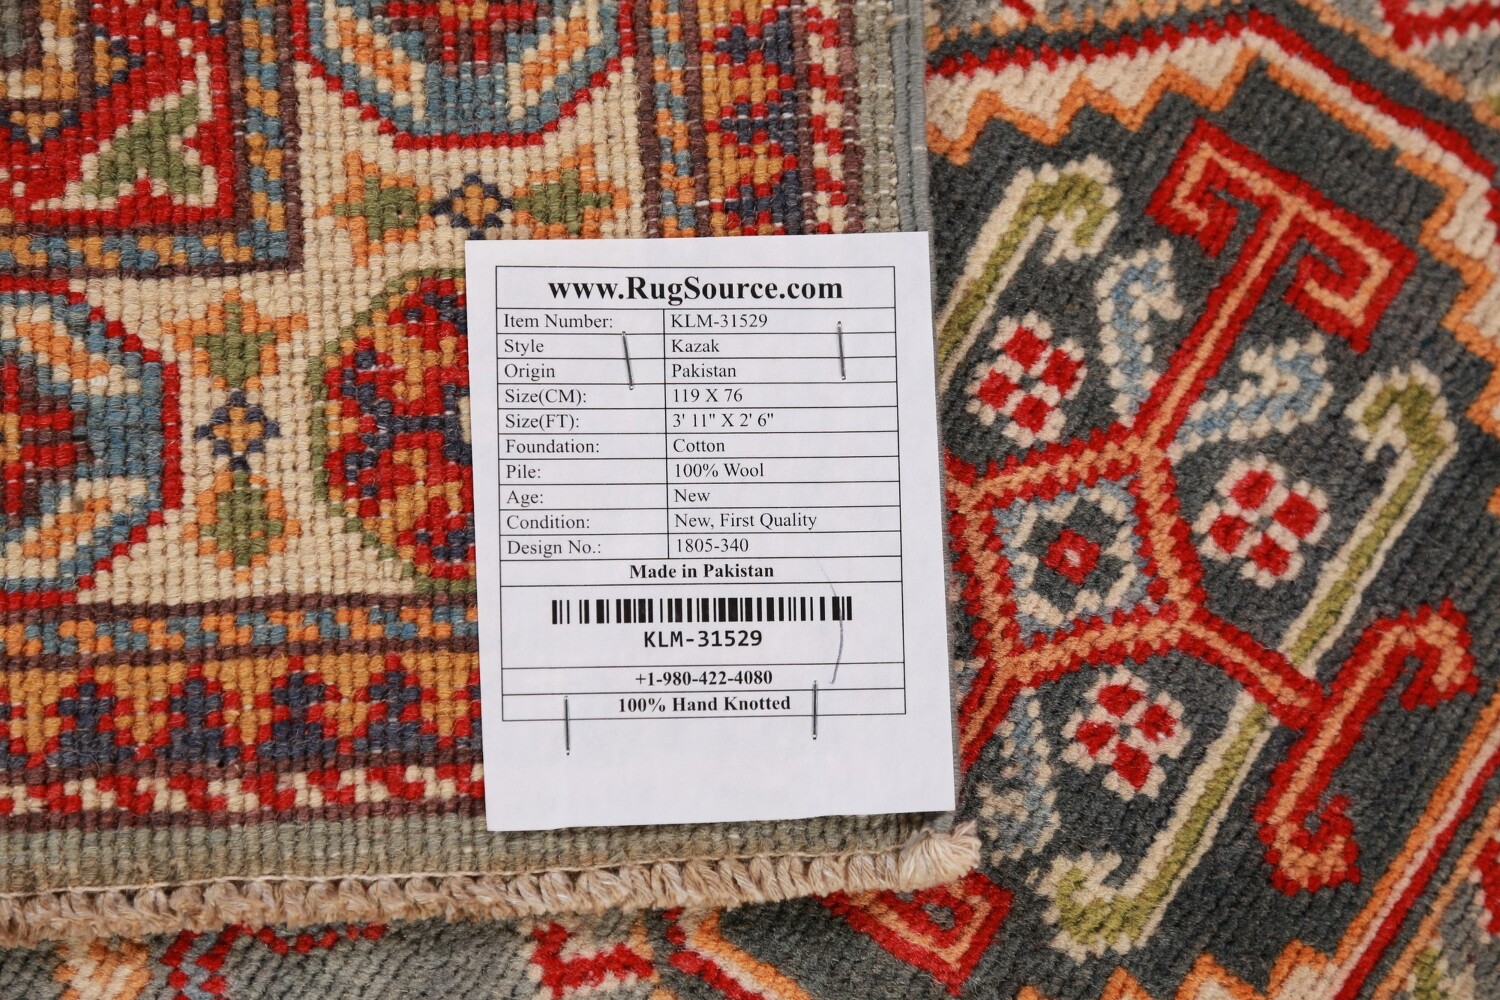 www.RugSource.com
Item Number: KLM-31529
Style Kazak
Origin Pakistan
Size(CM): 119 X 76
Size(FT): 3' 11" X 2' 6"
Foundation: Cotton
Pile: 100% Wool
Age: New
Condition: New, First Quality
Design No.: 1805-340
Made in Pakistan
KLM-31529
+1-980-422-4080
100% Hand Knotted